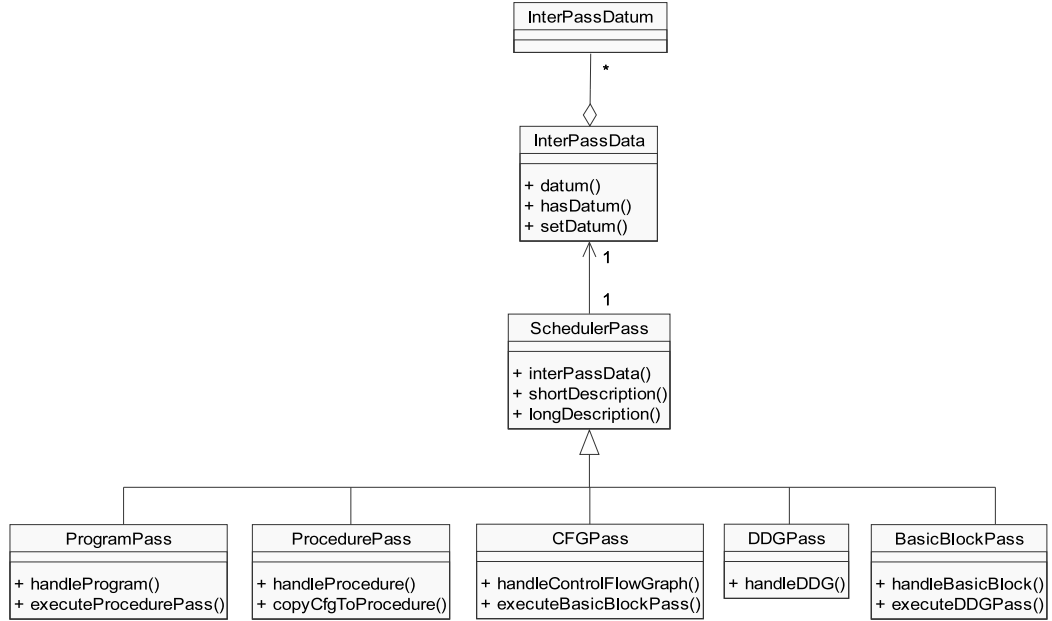 InterPassDatum
*
InterPassData
+ datum()
+ hasDatum()
+ setDatum()
1
1
SchedulerPass
+ interPassData()
+ shortDescription()
+ longDescription()
ProgramPass
+ handleProgram()
+ executeProcedurePass()
ProcedurePass
+ handleProcedure()
+ copyCfgToProcedure()
CFGPass
+ handleControlFlowGraph()
+ executeBasicBlockPass()
DDGPass
+ handleDDG()
BasicBlockPass
+ handleBasicBlock()
+ executeDDGPass()